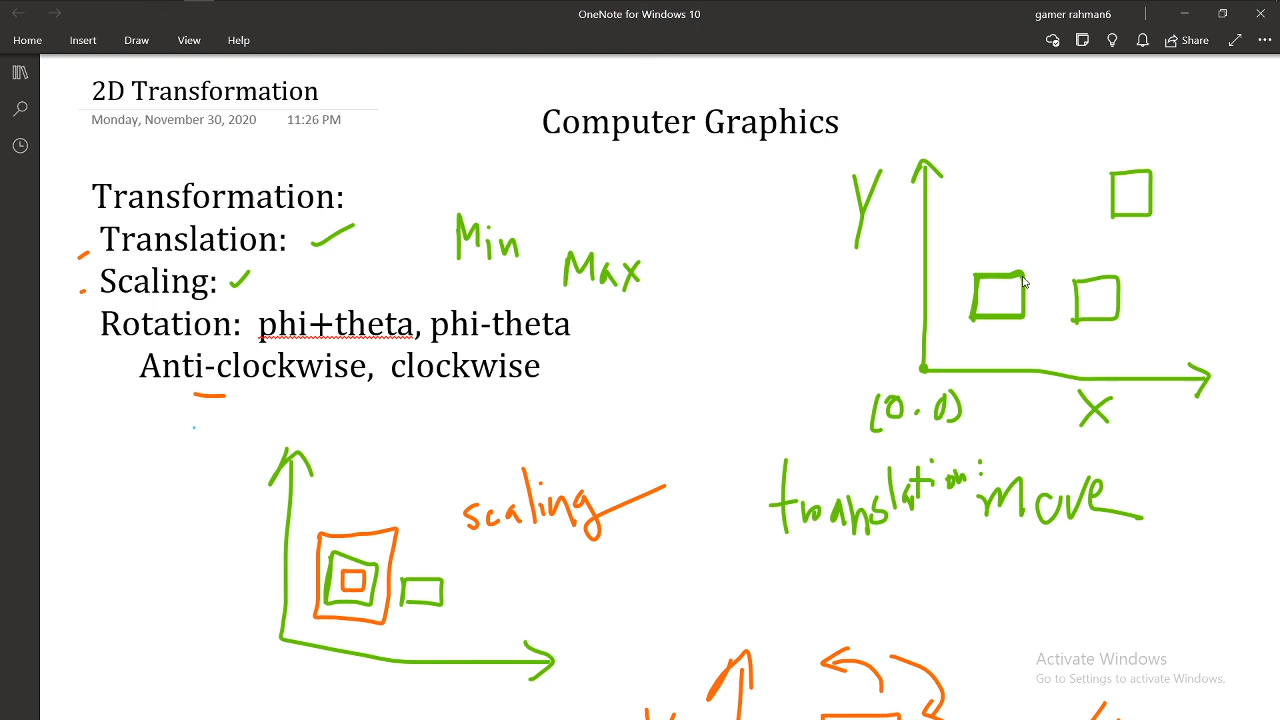 OneNote for Windows 10
gamer rahman6
Home Insert Draw View Help
Share
2D Transformation
Monday, November 30, 2020 11:26 PM
Computer Graphics
Transformation:
Translation:
Scaling:
Rotation: phi+theta, phi-theta
Anti-clockwise, clockwise
Min
Max
Y
(0.0)
X
translation: move
scaling
Activate Windows
Go to Settings to activate Windows.